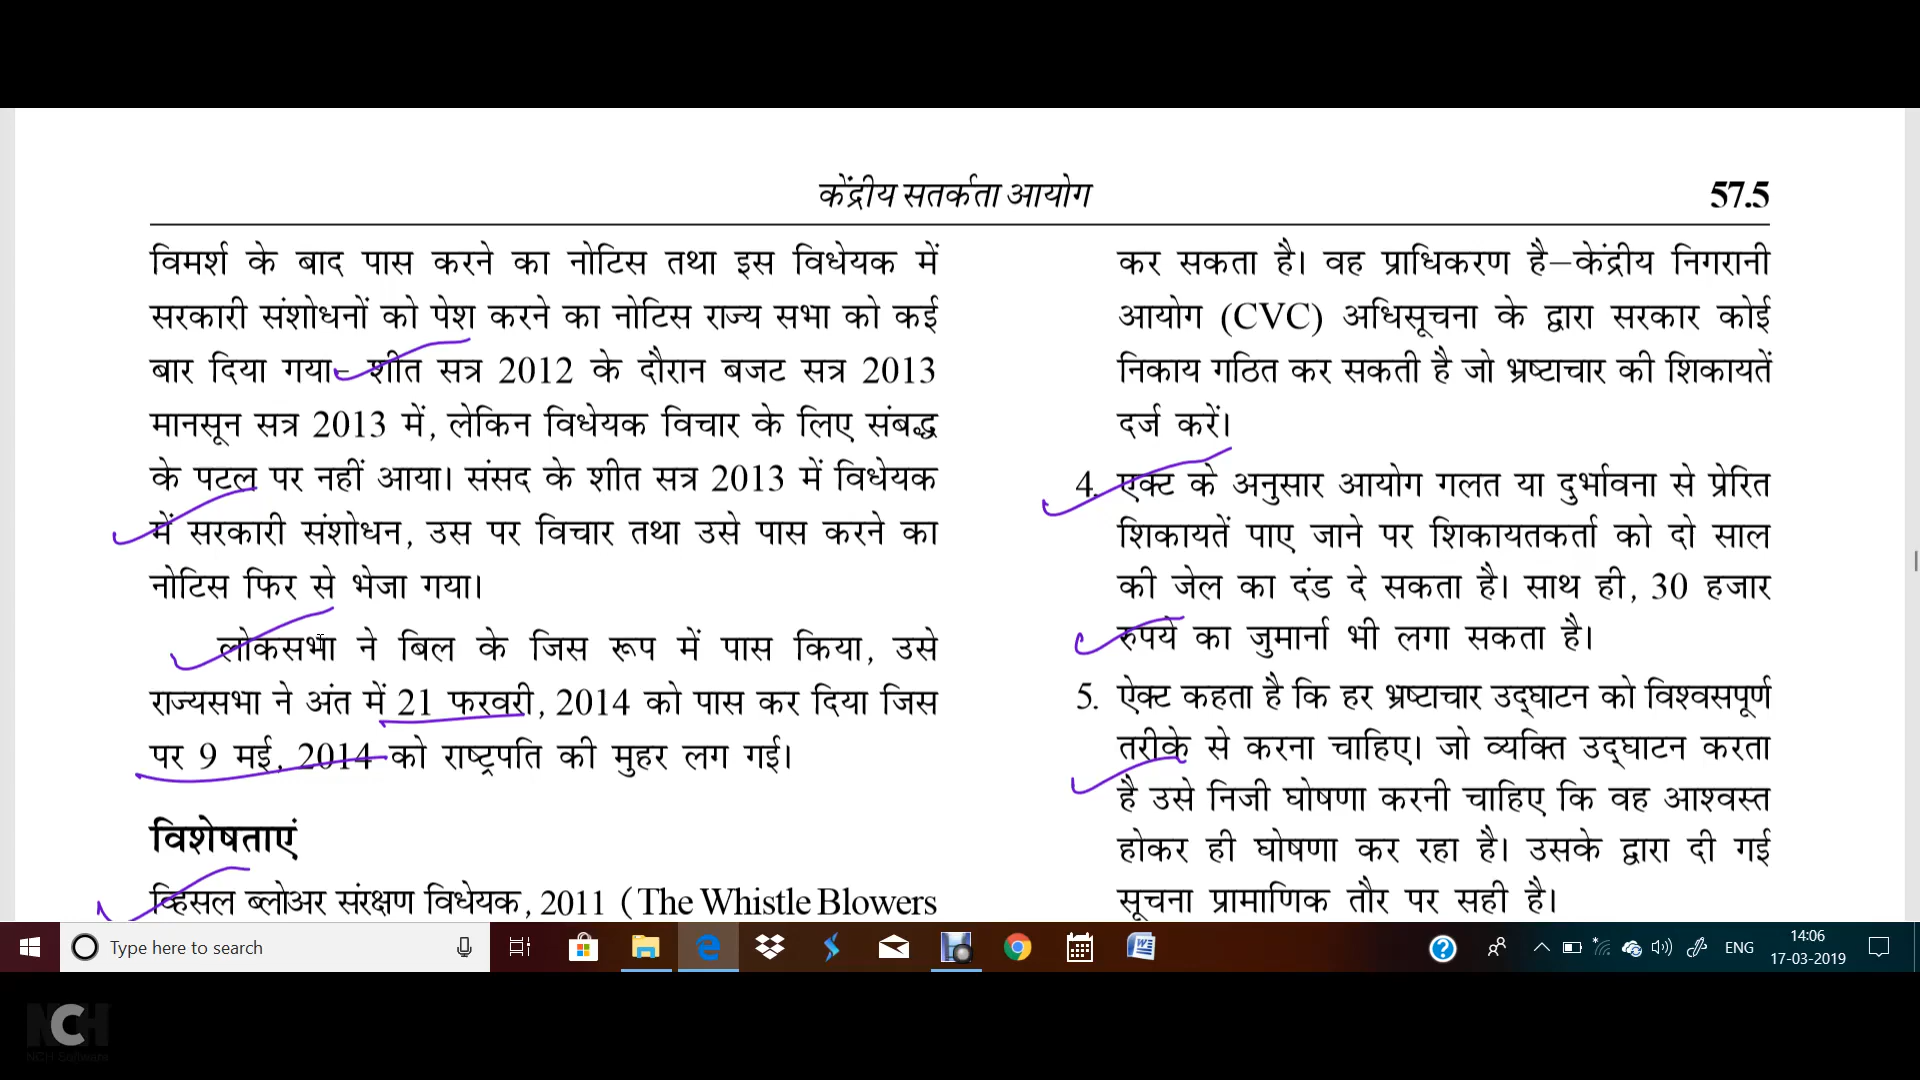 केंद्रीय सतर्कता आयोग
57.5
विमर्श के बाद पास करने का नोटिस तथा इस विधेयक में
सरकारी संशोधनों को पेश करने का नोटिस राज्य सभा को कई
बार दिया गया- शीत सत्र 2012 के दौरान बजट सत्र 2013
मानसून सत्र 2013 में, लेकिन विधेयक विचार के लिए संबद्ध
के पटल पर नहीं आया। संसद के शीत सत्र 2013 में विधेयक
में सरकारी संशोधन, उस पर विचार तथा उसे पास करने का
नोटिस फिर से भेजा गया।
लोकसभा ने बिल के जिस रूप में पास किया, उसे
राज्यसभा ने अंत में 21 फरवरी, 2014 को पास कर दिया जिस
पर 9 मई, 2014 को राष्ट्रपति की मुहर लग गई।
विशेषताएं
व्हिसल ब्लोअर संरक्षण विधेयक, 2011 (The Whistle Blowers
कर सकता है। वह प्राधिकरण है–केंद्रीय निगरानी
आयोग (CVC) अधिसूचना के द्वारा सरकार कोई
निकाय गठित कर सकती है जो भ्रष्टाचार की शिकायतें
दर्ज करें।
4. एक्ट के अनुसार आयोग गलत या दुर्भावना से प्रेरित
शिकायतें पाए जाने पर शिकायतकर्ता को दो साल
की जेल का दंड दे सकता है। साथ ही, 30 हजार
रुपये का जुमार्ना भी लगा सकता है।
5. ऐक्ट कहता है कि हर भ्रष्टाचार उद्घाटन को विश्वसपूर्ण
तरीके से करना चाहिए। जो व्यक्ति उद्घाटन करता
है उसे निजी घोषणा करनी चाहिए कि वह आश्वस्त
होकर ही घोषणा कर रहा है। उसके द्वारा दी गई
सूचना प्रामाणिक तौर पर सही है।
Type here to search
ENG
14:06
17-03-2019
NCH
NCH Software